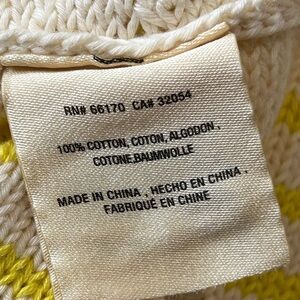 RN# 66170 CA# 32054
100% COTTON, COTON, ALGODON,
COTONE,BAUMWOLLE
MADE IN CHINA , HECHO EN CHINA ,
FABRIQUÉ EN CHINE